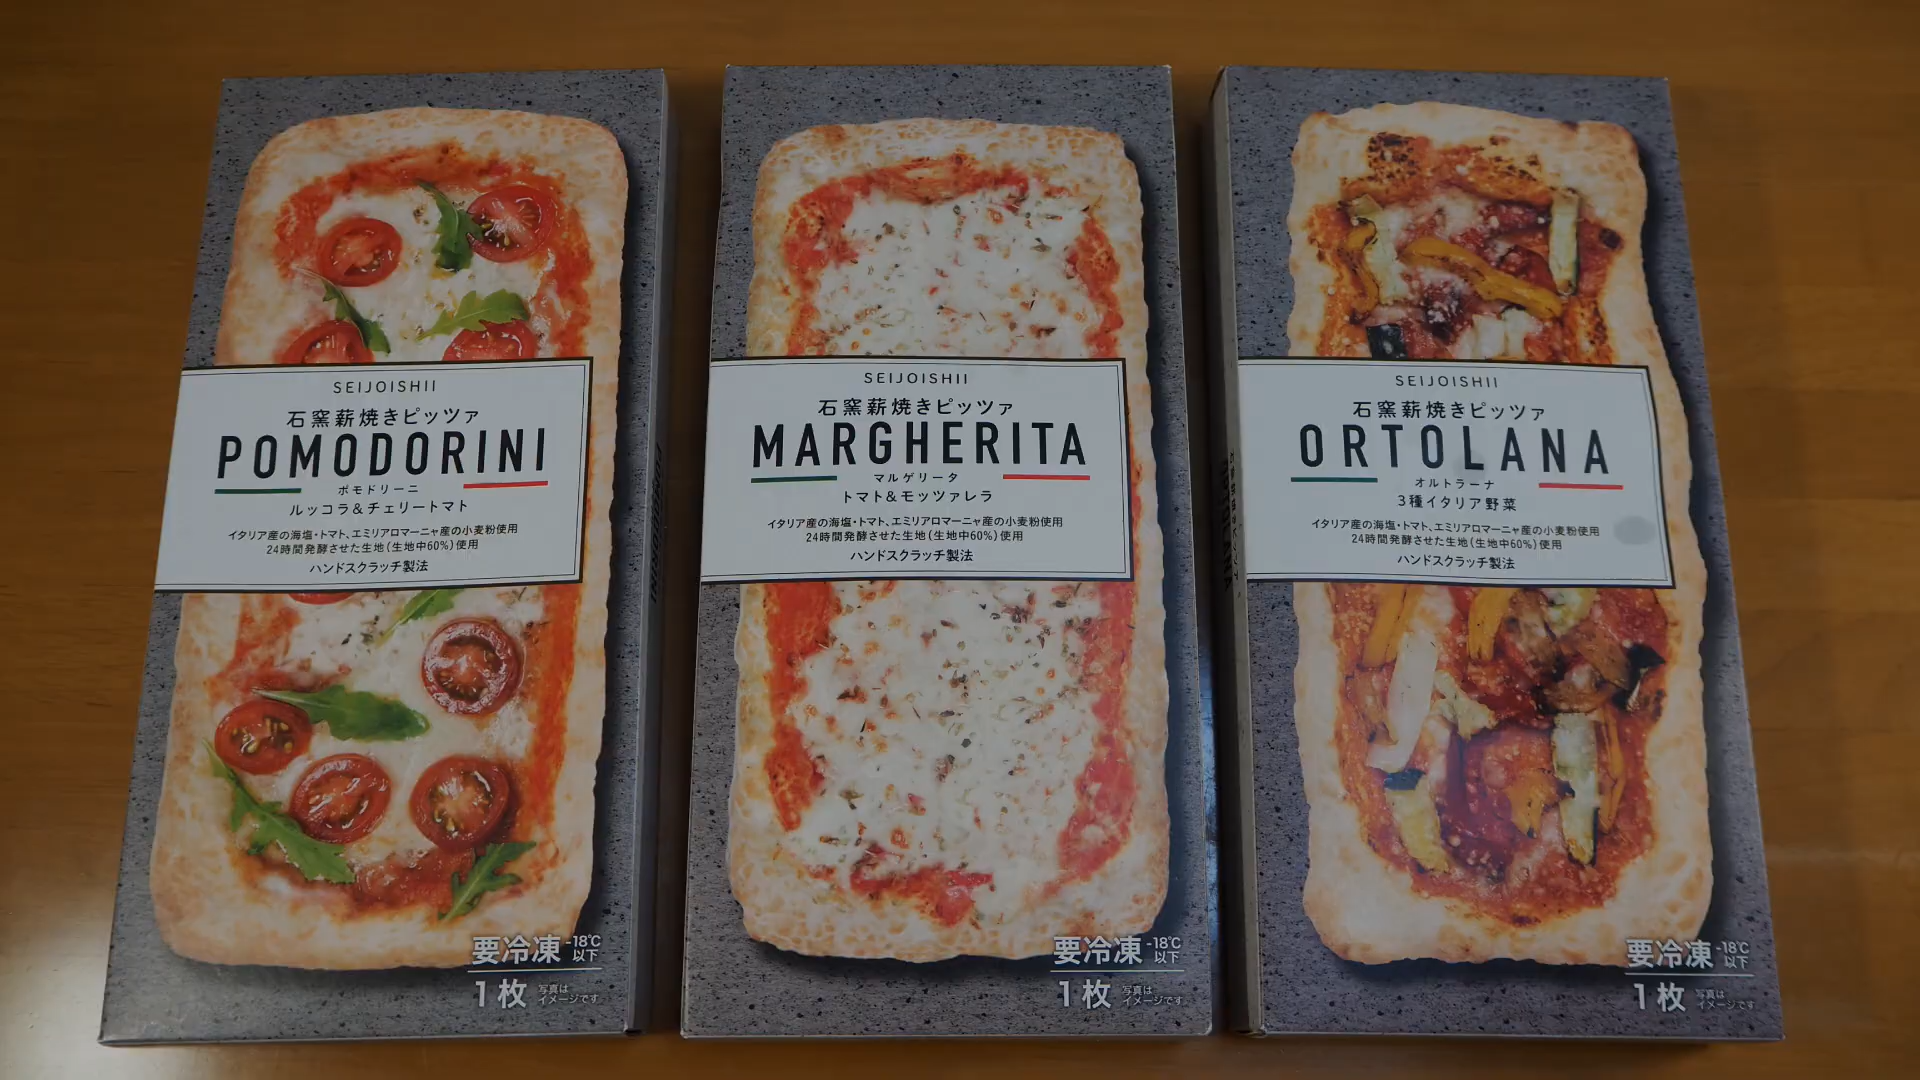 SEIJOISHII
石窯薪焼きピッツァ
POMODORINI
ポモドリーニ
ルッコラ&チェリートマト
イタリア産の海塩・トマト、エミリアロマーニャ産の小麦粉使用
24時間発酵させた生地(生地中60%)使用
ハンドスクラッチ製法
要冷凍 -18℃以下
1枚 写真はイメージです
SEIJOISHII
石窯薪焼きピッツァ
MARGHERITA
マルゲリータ
トマト&モッツァレラ
イタリア産の海塩・トマト、エミリアロマーニャ産の小麦粉使用
24時間発酵させた生地(生地中60%)使用
ハンドスクラッチ製法
要冷凍 -18℃以下
1枚 写真はイメージです
SEIJOISHII
石窯薪焼きピッツァ
ORTOLANA
オルトラーナ
3種イタリア野菜
イタリア産の海塩・トマト、エミリアロマーニャ産の小麦粉使用
24時間発酵させた生地(生地中60%)使用
ハンドスクラッチ製法
要冷凍 -18℃以下
1枚 写真はイメージです
石窯薪焼きピッツァ
ORTOLANA